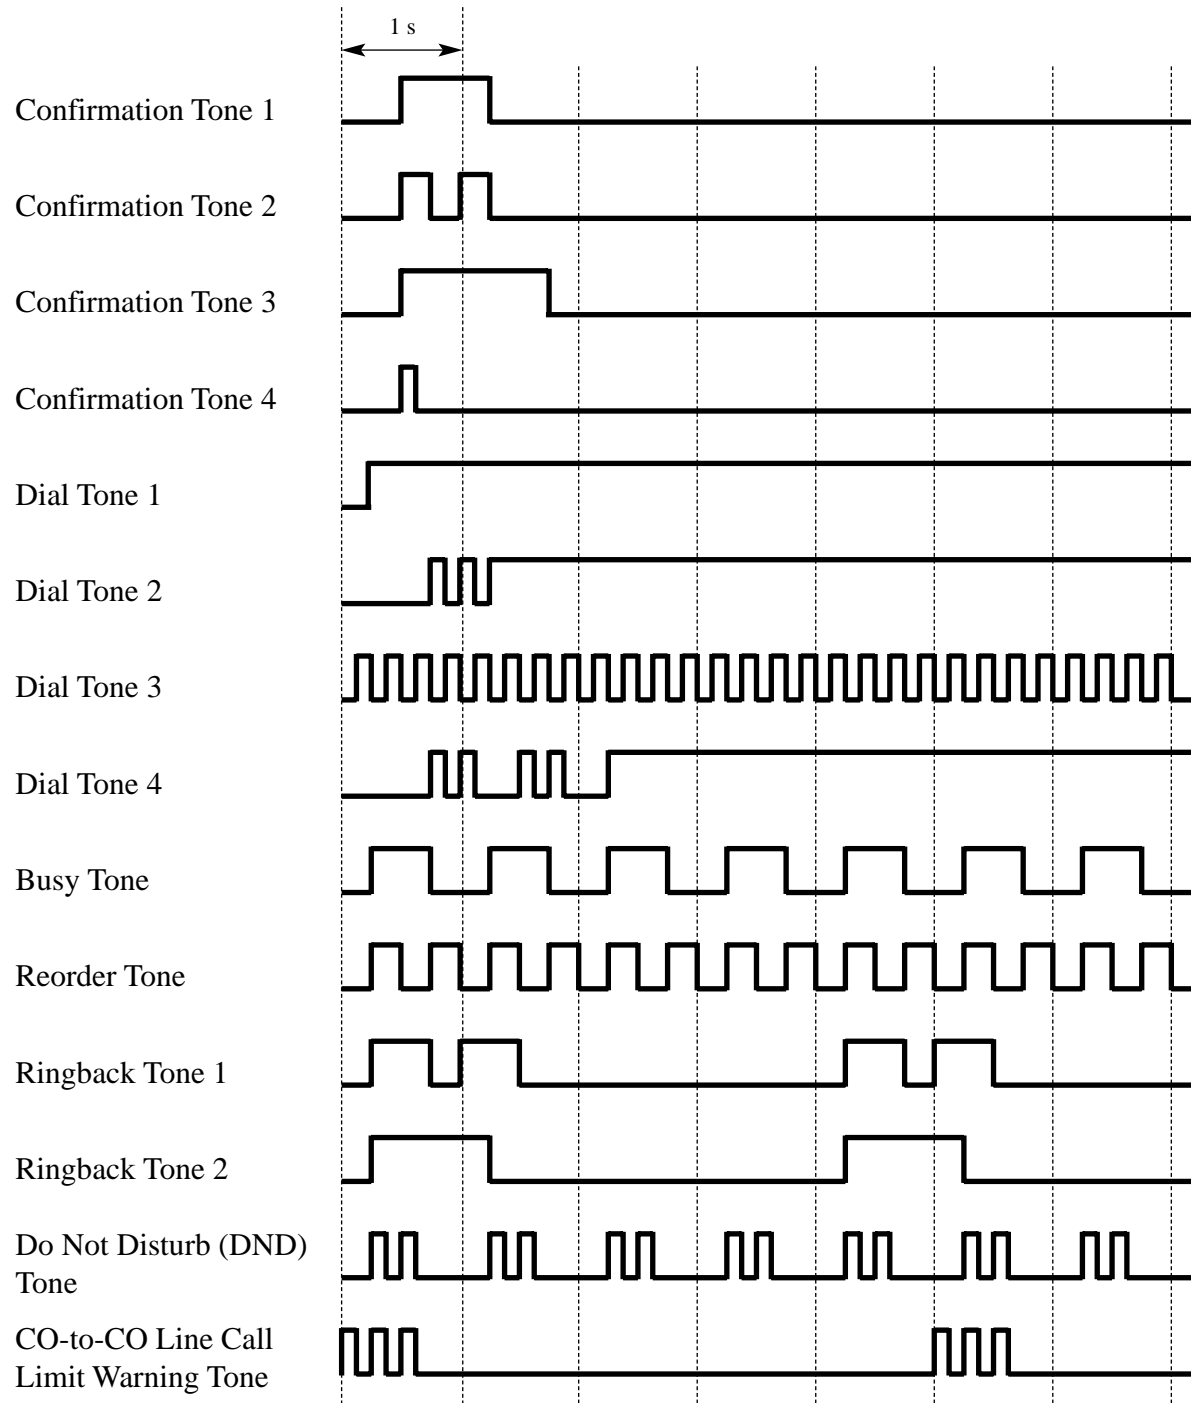 1 s
Confirmation Tone 1
Confirmation Tone 2
Confirmation Tone 3
Confirmation Tone 4
Dial Tone 1
Dial Tone 2
Dial Tone 3
Dial Tone 4
Busy Tone
Reorder Tone
Ringback Tone 1
Ringback Tone 2
Do Not Disturb (DND)
Tone
CO-to-CO Line Call
Limit Warning Tone